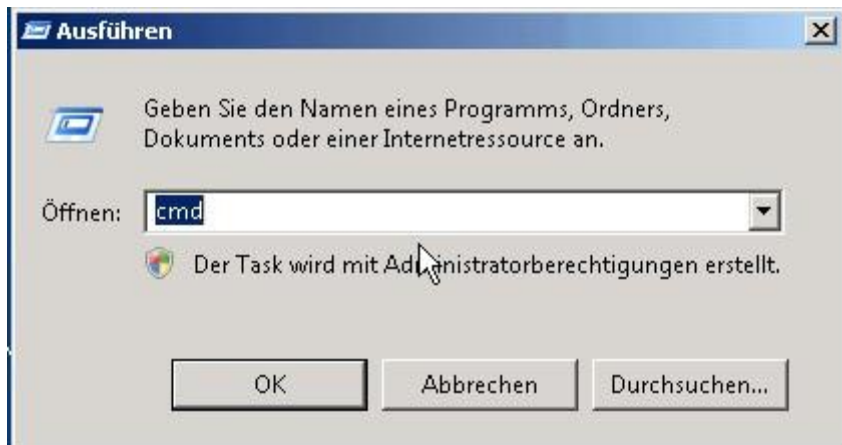 Ausführen
Geben Sie den Namen eines Programms, Ordners,
Dokuments oder einer Internetressource an.
Öffnen: cmd
Der Task wird mit Administratorberechtigungen erstellt.
OK Abbrechen Durchsuchen...